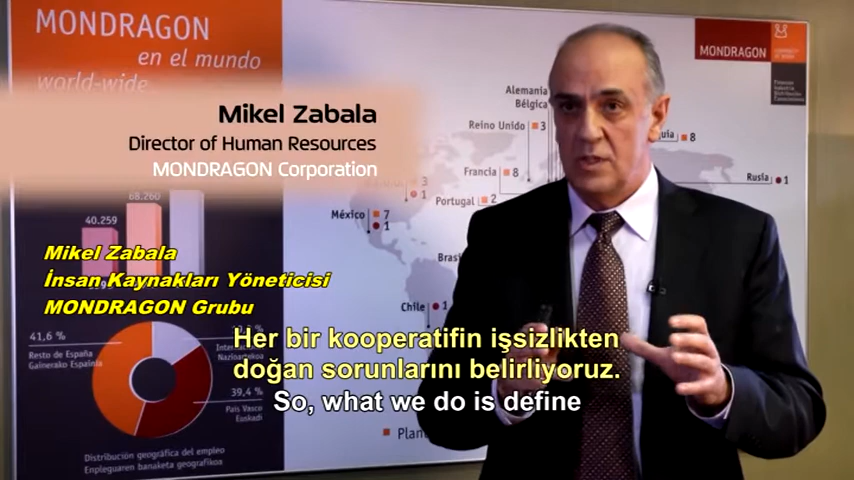 MONDRAGON
en el mundo
world-wide
Mikel Zabala
Director of Human Resources
MONDRAGON Corporation
MONDRAGON
Alemania
Bélgica
Reino Unido 3
8
Francia 8
Rusia 1
3
1
Portugal 2
México 7
1
Chile 1
68.260
40.259
Mikel Zabala
İnsan Kaynakları Yöneticisi
MONDRAGON Grubu
41,6 %
Resto de España
Gainerako Espainia
39,4 %
País Vasco
Euskadi
Distribución geográfica del empleo
Enpleguaren banaketa geografikoa
Her bir kooperatifin işsizlikten
doğan sorunlarını belirliyoruz.
So, what we do is define